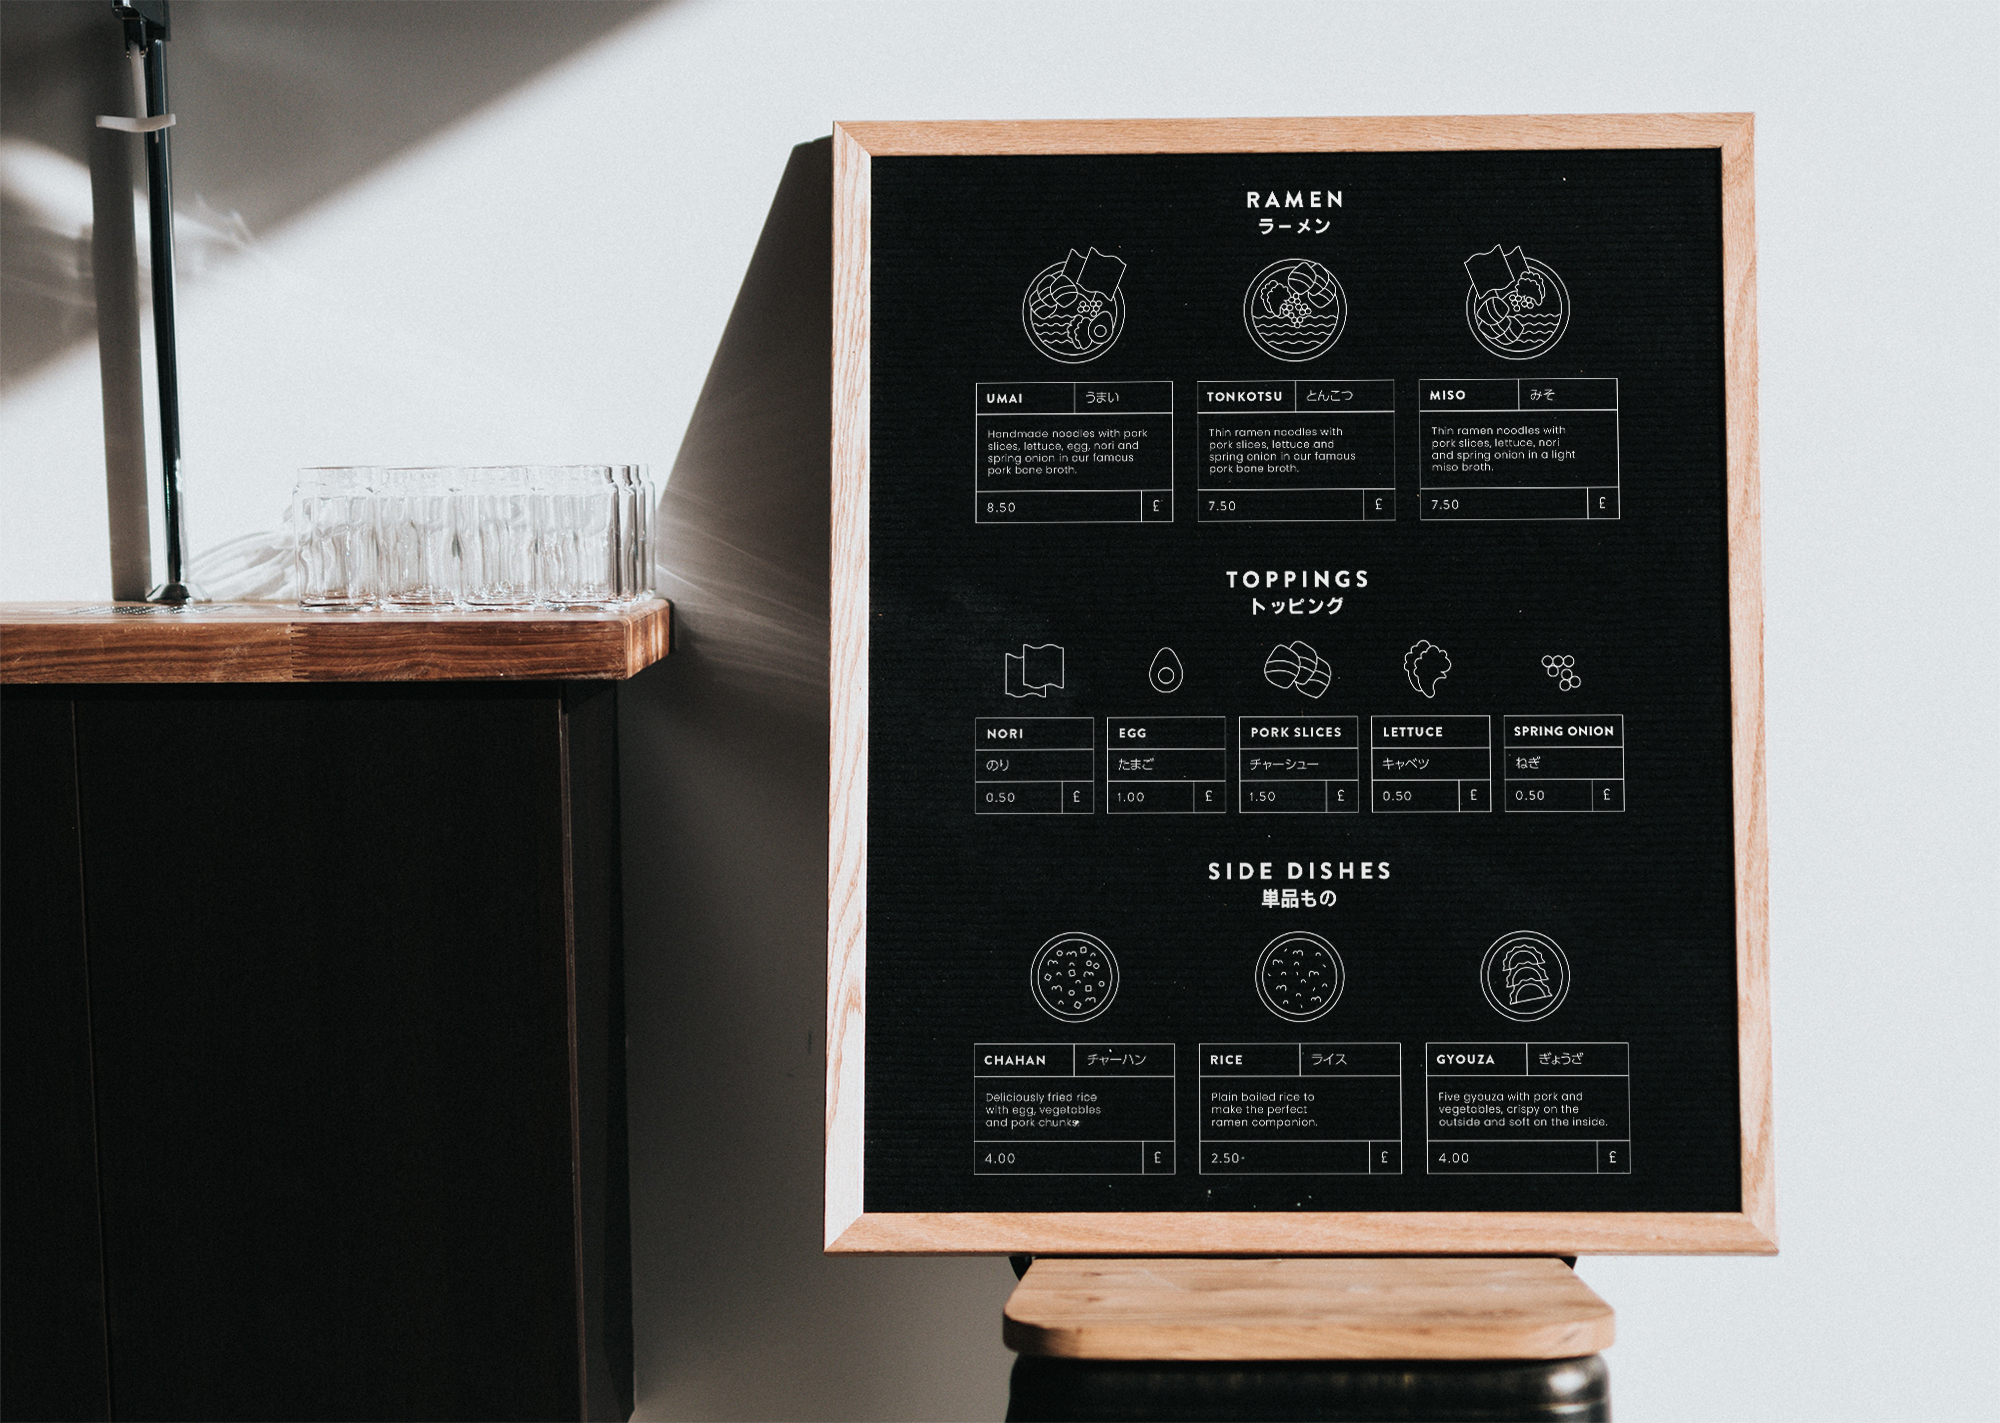 RAMEN
ラーメン
UMAI
うまい
Handmade noodles with pork
slices, lettuce, egg, nori and
spring onion in our famous
pork bone broth.
8.50
£
TONKOTSU
とんこつ
Thin ramen noodles with
pork slices, lettuce and
spring onion in our famous
pork bone broth.
7.50
£
MISO
みそ
Thin ramen noodles with
pork slices, lettuce, nori
and spring onion in a light
miso broth.
7.50
£
TOPPINGS
トッピング
NORI
のり
0.50
£
EGG
たまご
1.00
£
PORK SLICES
チャーシュー
1.50
£
LETTUCE
キャベツ
0.50
£
SPRING ONION
ねぎ
0.50
£
SIDE DISHES
単品もの
CHAHAN
チャーハン
Deliciously fried rice
with egg, vegetables
and pork chunks.
4.00
£
RICE
ライス
Plain boiled rice to
make the perfect
ramen companion.
2.50
£
GYOUZA
ぎょうざ
Five gyouza with pork and
vegetables, crispy on the
outside and soft on the inside.
4.00
£